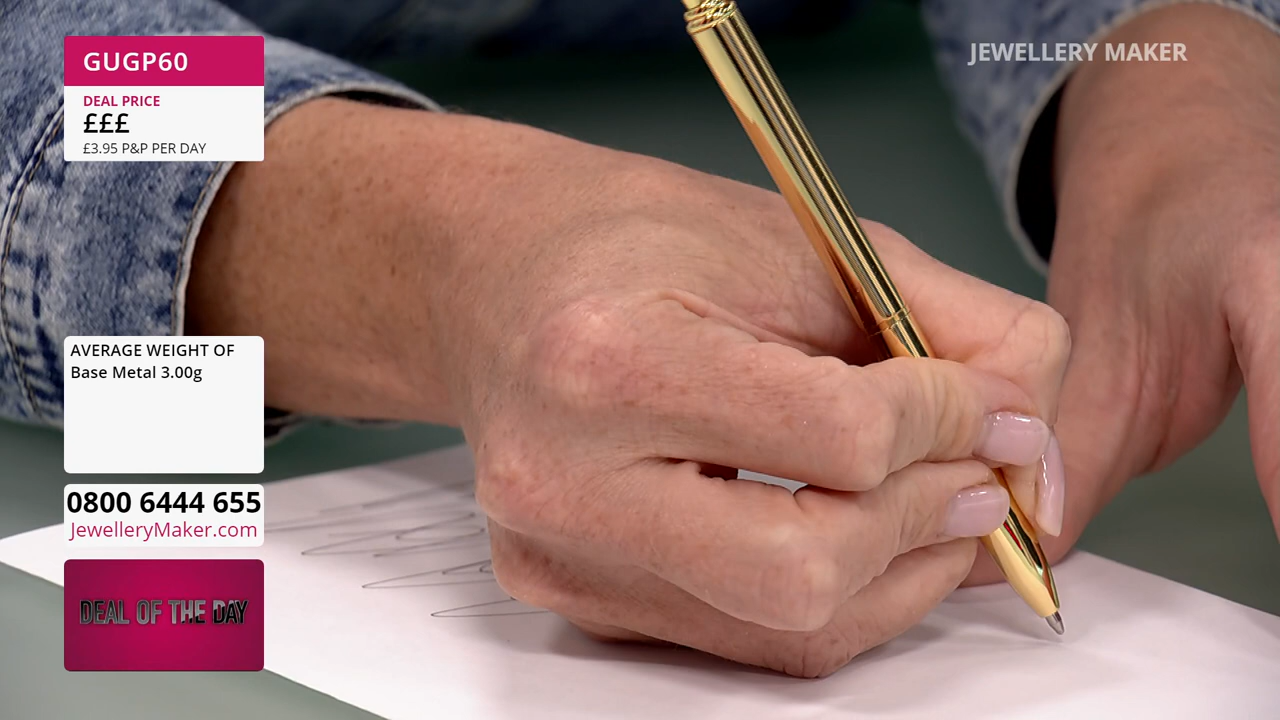 GUGP60
DEAL PRICE
£££
£3.95 P&P PER DAY
JEWELLERY MAKER
AVERAGE WEIGHT OF
Base Metal 3.00g
0800 6444 655
JewelleryMaker.com
DEAL OF THE DAY